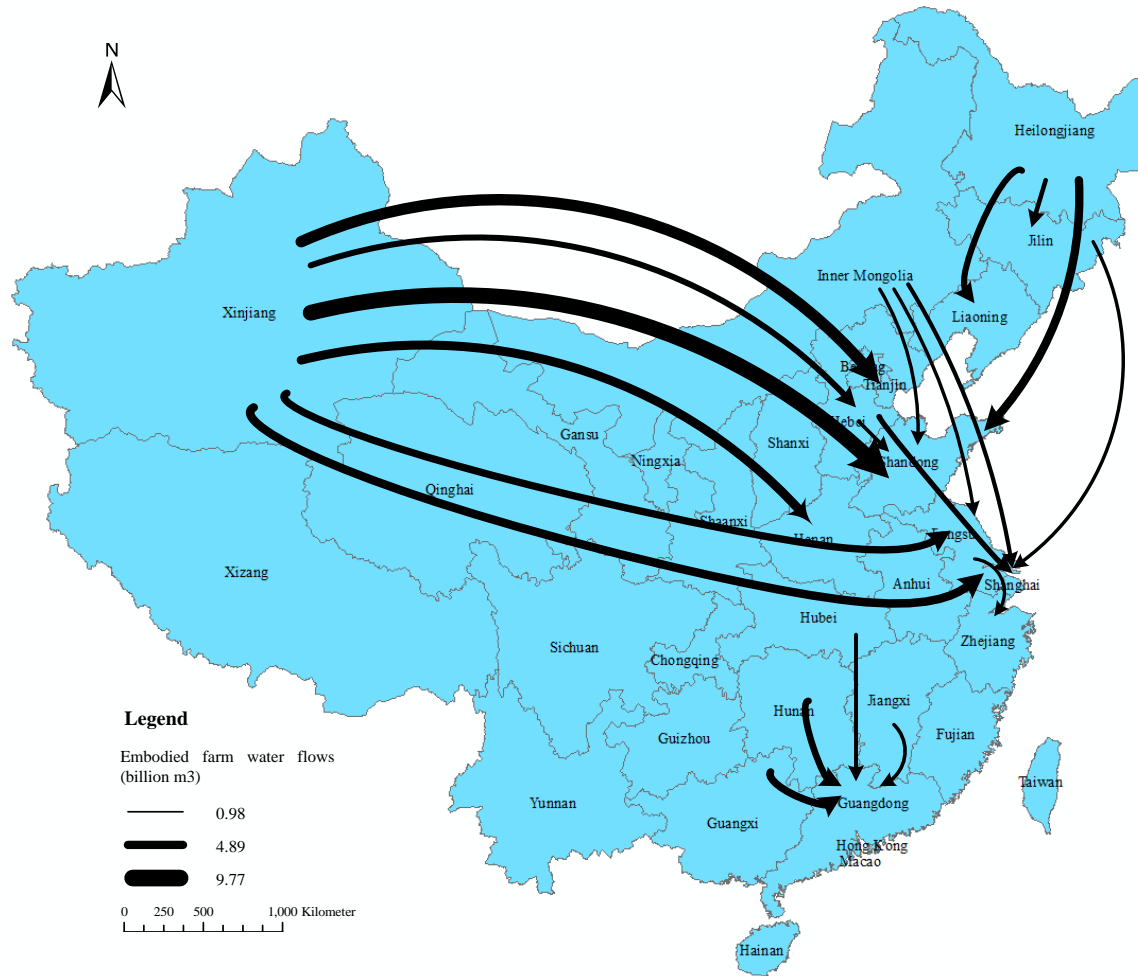 N
Heilongjiang
Jilin
Inner Mongolia
Xinjiang
Liaoning
Tianjin
Hebei
Shanxi
Gansu
Ningxia
Shandong
Qinghai
Shaanxi
Henan
Xizang
Anhui
Shanghai
Hubei
Zhejiang
Sichuan
Chongqing
Jiangxi
Hunan
Guizhou
Fujian
Taiwan
Yunnan
Guangdong
Guangxi
Hong Kong
Macao
Hainan
Legend
Embodied farm water flows
(billion m3)
0.98
4.89
9.77
0 250 500 1,000 Kilometer